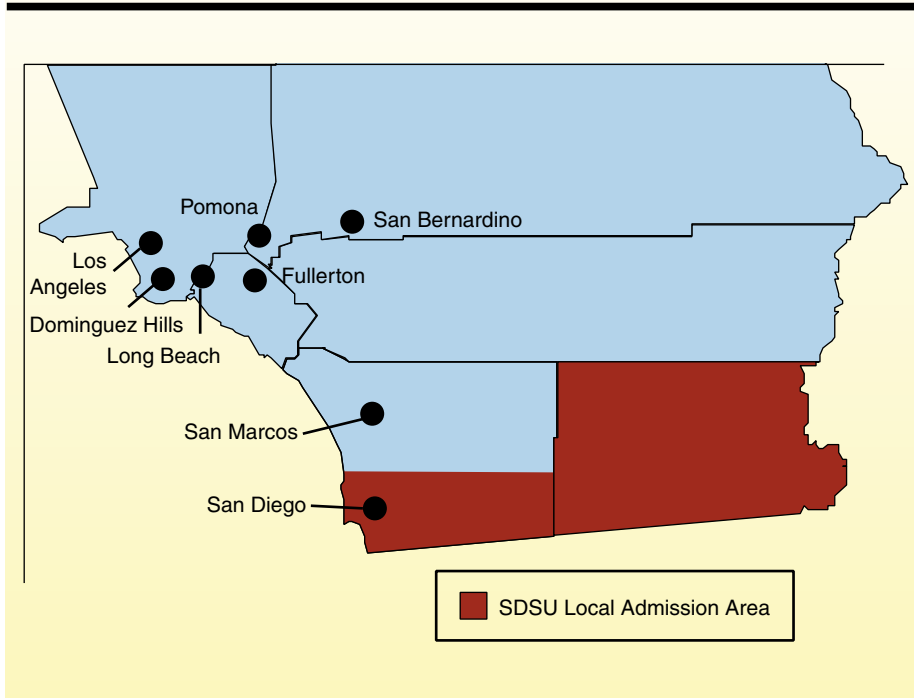 Pomona
San Bernardino
Los
Angeles
Fullerton
Dominguez Hills
Long Beach
San Marcos
San Diego
SDSU Local Admission Area